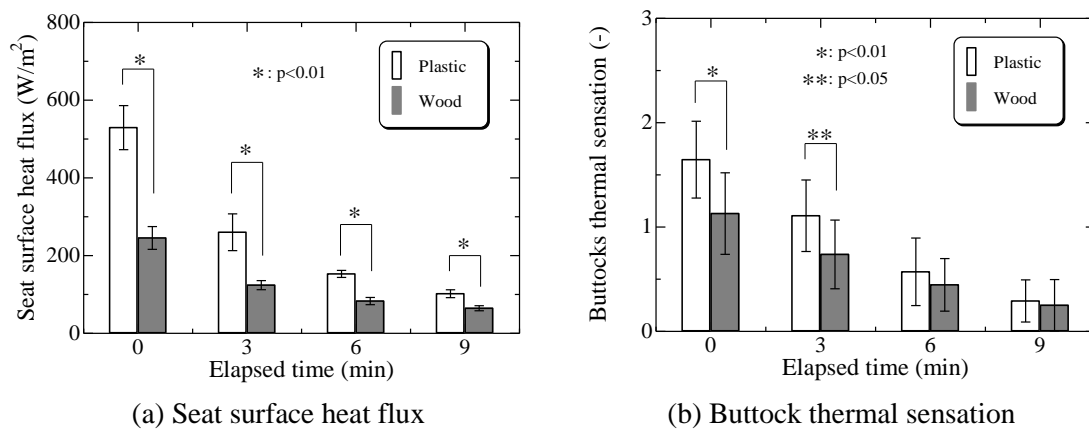 Seat surface heat flux (W/m²)
800
600
400
200
0
0 3 6 9
Elapsed time (min)
*: p<0.01
Plastic
Wood
*
*
*
*
(a) Seat surface heat flux
Buttocks thermal sensation (-)
3
2
1
0
0 3 6 9
Elapsed time (min)
*: p<0.01
**: p<0.05
Plastic
Wood
*
**
(b) Buttock thermal sensation